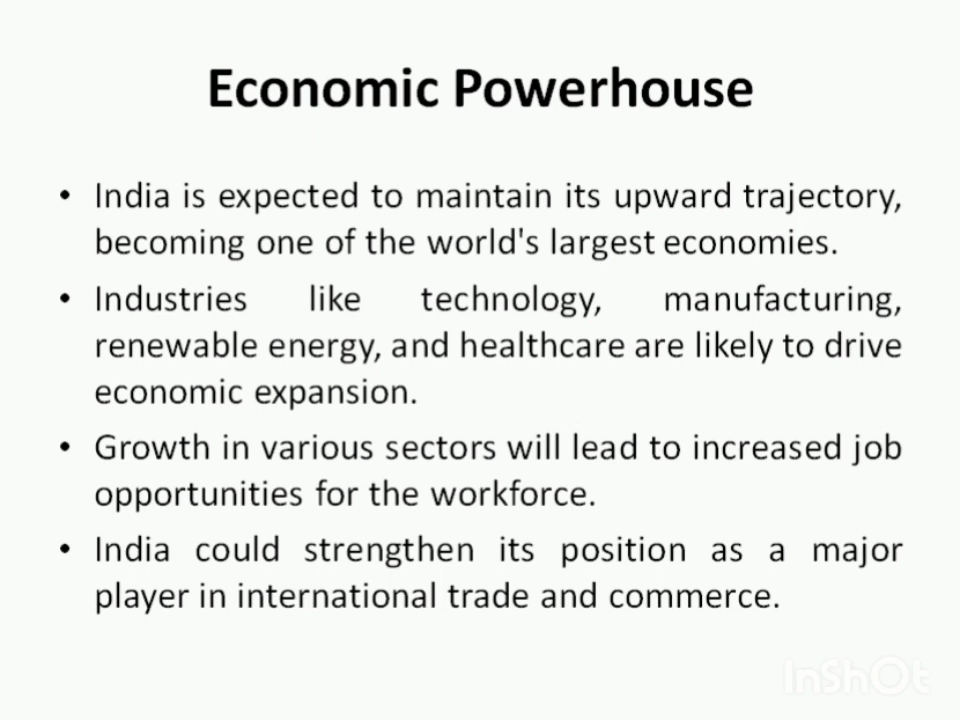 Economic Powerhouse
• India is expected to maintain its upward trajectory,
becoming one of the world's largest economies.
• Industries like technology, manufacturing,
renewable energy, and healthcare are likely to drive
economic expansion.
• Growth in various sectors will lead to increased job
opportunities for the workforce.
• India could strengthen its position as a major
player in international trade and commerce.
InShOt